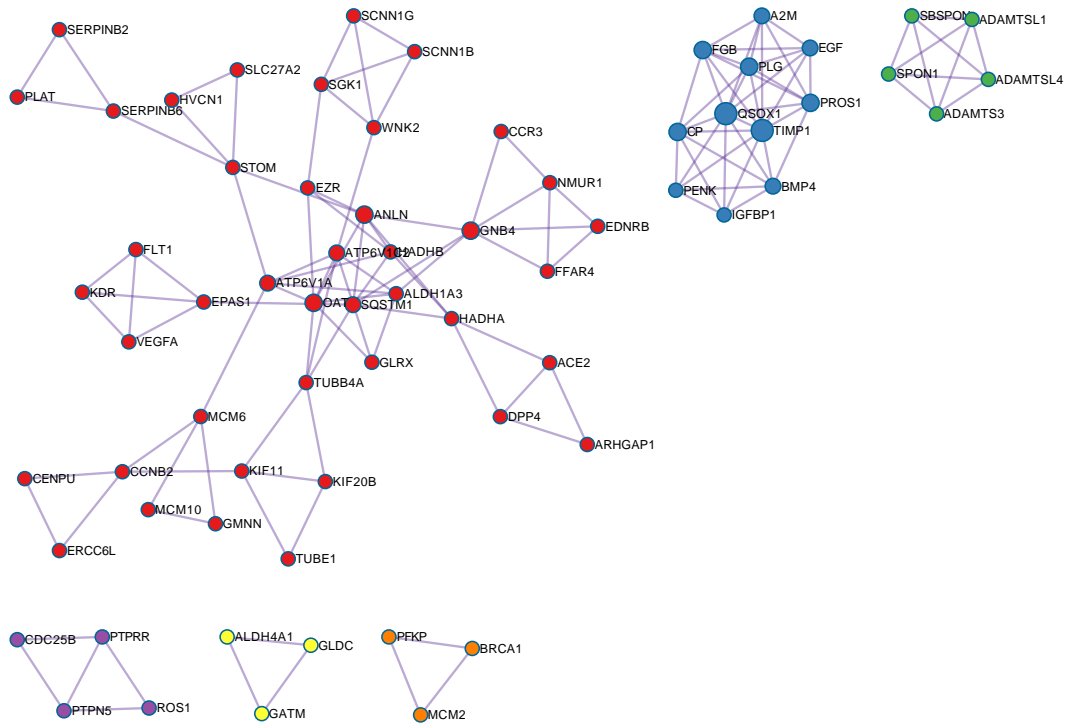 SCNN1G
A2M
SBSPON
ADAMTSL1
SERPINB2
SCNN1B
FGB
EGF
PLG
SLC27A2
SGK1
SPON1
ADAMTSL4
PLAT
HVCN1
SERPINB6
PROS1
QSOX1
ADAMTS3
WNK2
CCR3
CP
TIMP1
STOM
EZR
NMUR1
PENK
BMP4
ANLN
GNB4
EDNRB
IGFBP1
FLT1
ATP6V1C2
HADHB
FFAR4
ATP6V1A
KDR
EPAS1
OAT
SQSTM1
ALDH1A3
HADHA
VEGFA
GLRX
ACE2
TUBB4A
MCM6
DPP4
ARHGAP1
CENPU
CCNB2
KIF11
KIF20B
MCM10
GMNN
ERCC6L
TUBE1
CDC25B
PTPRR
ALDH4A1
GLDC
PFKP
BRCA1
PTPN5
ROS1
GATM
MCM2